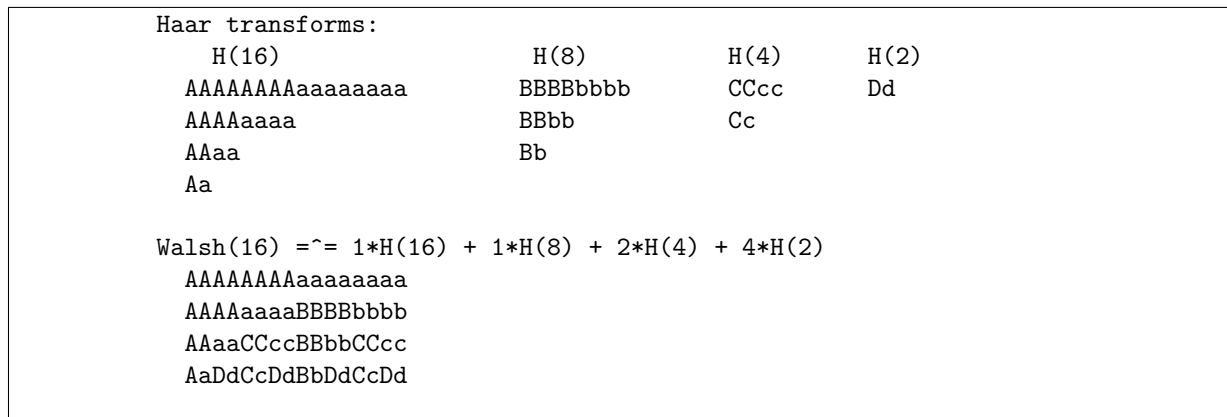 Haar transforms:
H(16) H(8) H(4) H(2)
AAAAAAAAaaaaaaaa BBBBbbbb CCcc Dd
AAAAaaaa BBbb Cc
AAaa Bb
Aa
Walsh(16) =^= 1*H(16) + 1*H(8) + 2*H(4) + 4*H(2)
AAAAAAAAaaaaaaaa
AAAAaaaaBBBBbbbb
AAaaCCccBBbbCCcc
AaDdCcDdBbDdCcDd